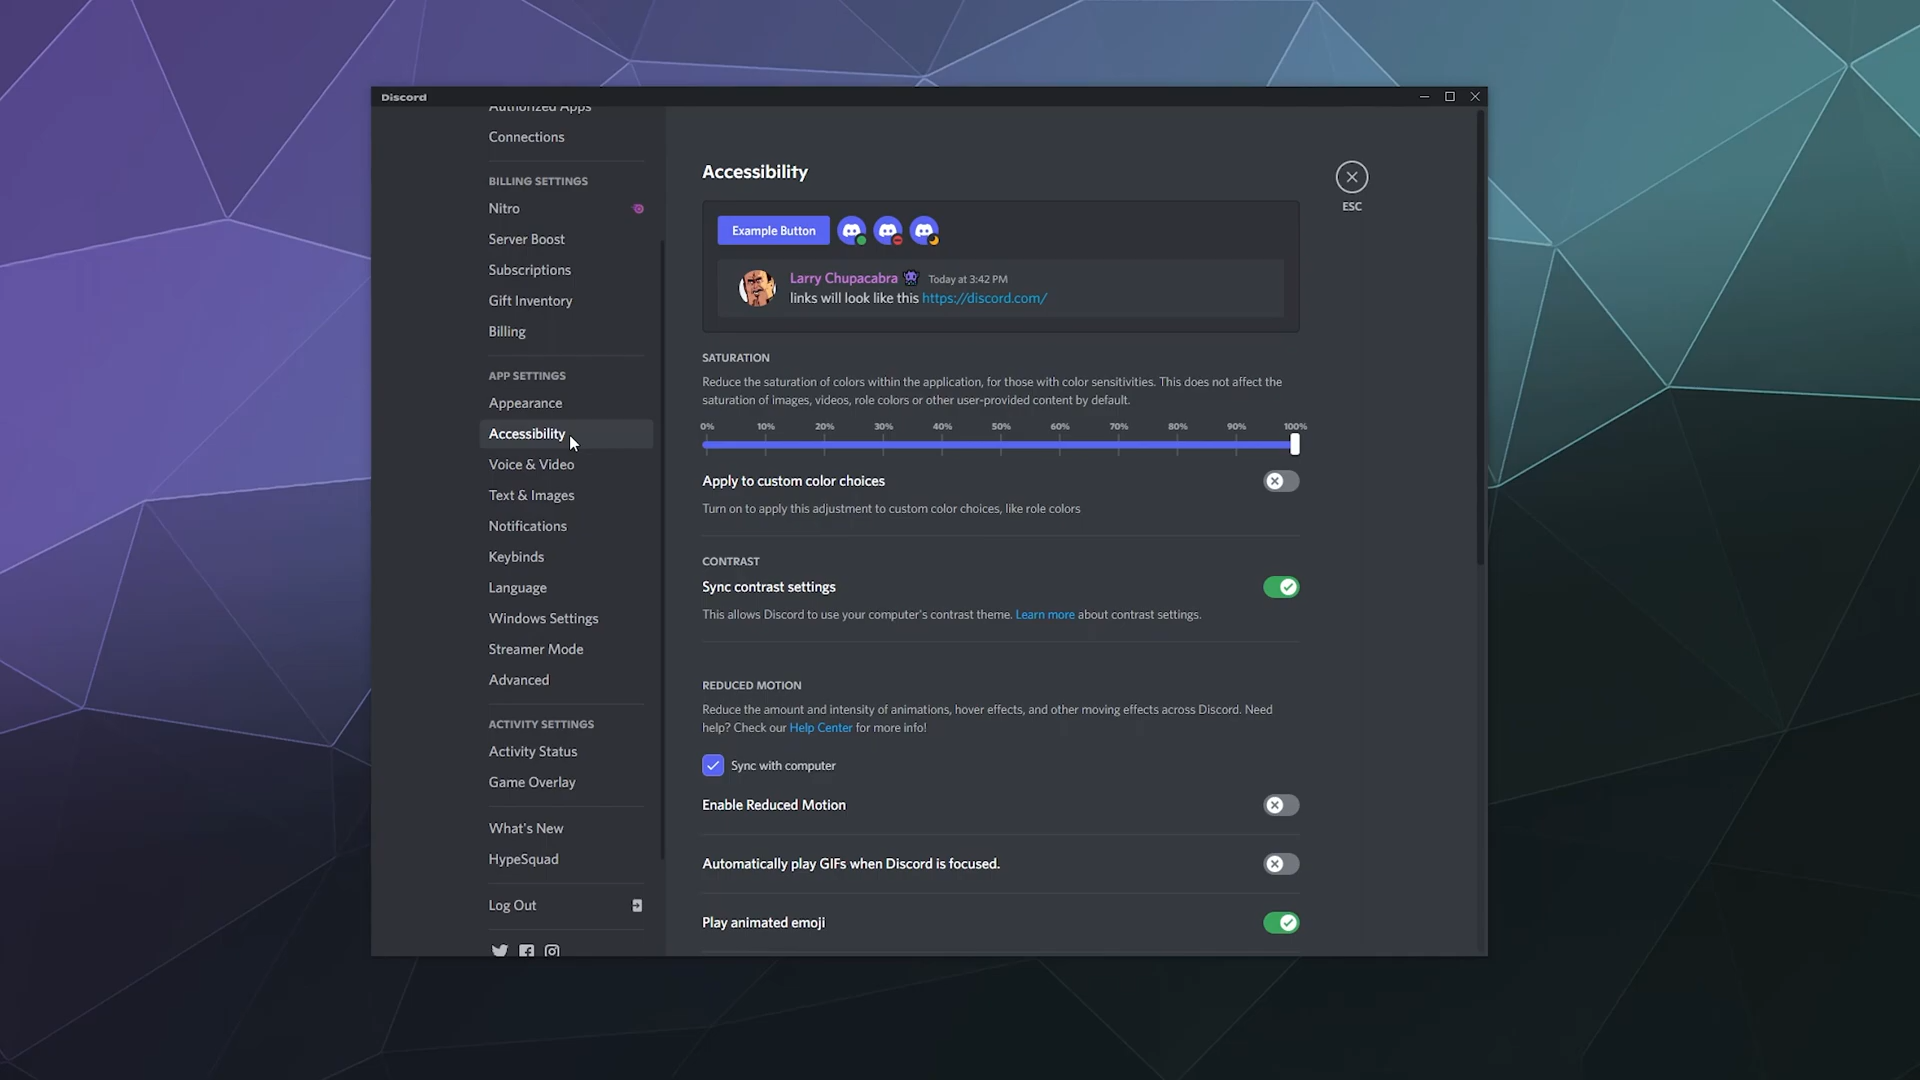 Discord
Authorized Apps
Connections
BILLING SETTINGS
Nitro
Server Boost
Subscriptions
Gift Inventory
Billing
APP SETTINGS
Appearance
Accessibility
Voice & Video
Text & Images
Notifications
Keybinds
Language
Windows Settings
Streamer Mode
Advanced
ACTIVITY SETTINGS
Activity Status
Game Overlay
What's New
HypeSquad
Log Out
Accessibility
ESC
Example Button
Larry Chupacabra Today at 3:42 PM
links will look like this https://discord.com/
SATURATION
Reduce the saturation of colors within the application, for those with color sensitivities. This does not affect the
saturation of images, videos, role colors or other user-provided content by default.
0% 10% 20% 30% 40% 50% 60% 70% 80% 90% 100%
Apply to custom color choices
Turn on to apply this adjustment to custom color choices, like role colors
CONTRAST
Sync contrast settings
This allows Discord to use your computer's contrast theme. Learn more about contrast settings.
REDUCED MOTION
Reduce the amount and intensity of animations, hover effects, and other moving effects across Discord. Need
help? Check our Help Center for more info!
Sync with computer
Enable Reduced Motion
Automatically play GIFs when Discord is focused.
Play animated emoji